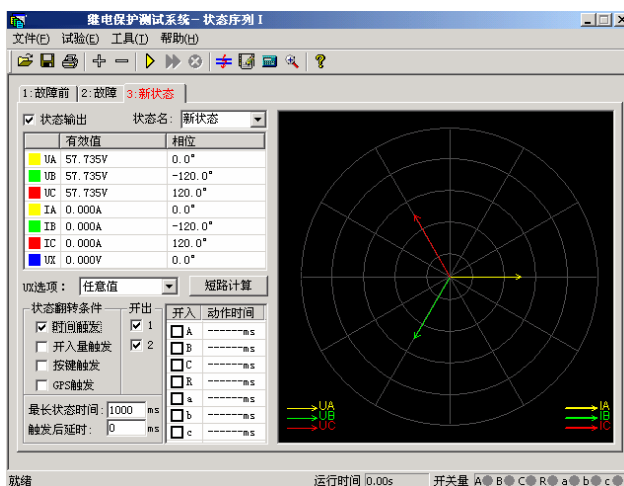 继电保护测试系统－状态序列 I
文件(F) 试验(E) 工具(T) 帮助(H)
1:故障前 2:故障 3:新状态
状态输出 状态名: 新状态
有效值 相位
UA 57.735V 0.0°
UB 57.735V -120.0°
UC 57.735V 120.0°
IA 0.000A 0.0°
IB 0.000A -120.0°
IC 0.000A 120.0°
UX 0.000V 0.0°
UX选项: 任意值 短路计算
状态翻转条件 开出 开入 动作时间
时间触发 1 A ------ms
开入量触发 2 B ------ms
按键触发 C ------ms
GPS触发 R ------ms
a ------ms
最长状态时间: 1000 ms b ------ms
触发后延时: 0 ms c ------ms
UA IA
UB IB
UC IC
就绪 运行时间 0.00s 开关量 A B C R a b c